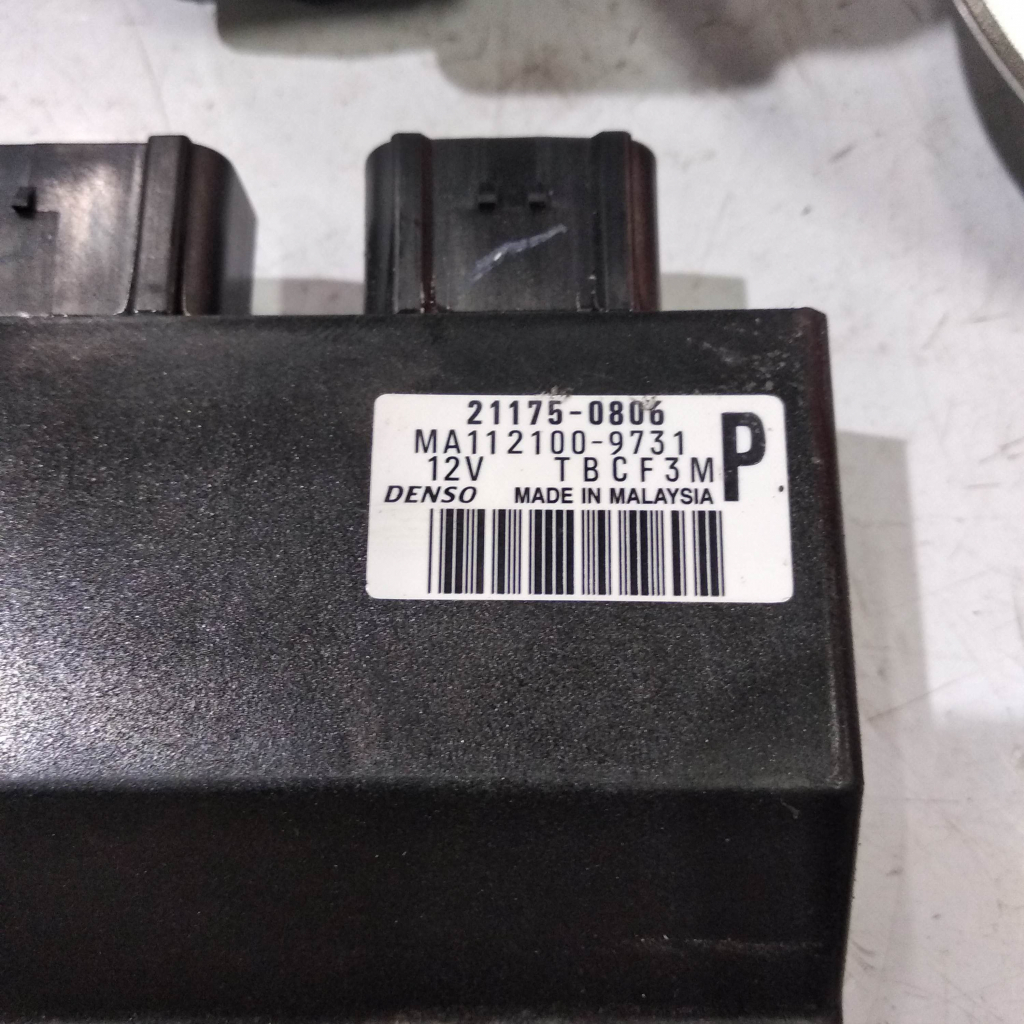 21175-0806
MA112100-9731
12V TBCF3M
P
DENSO MADE IN MALAYSIA